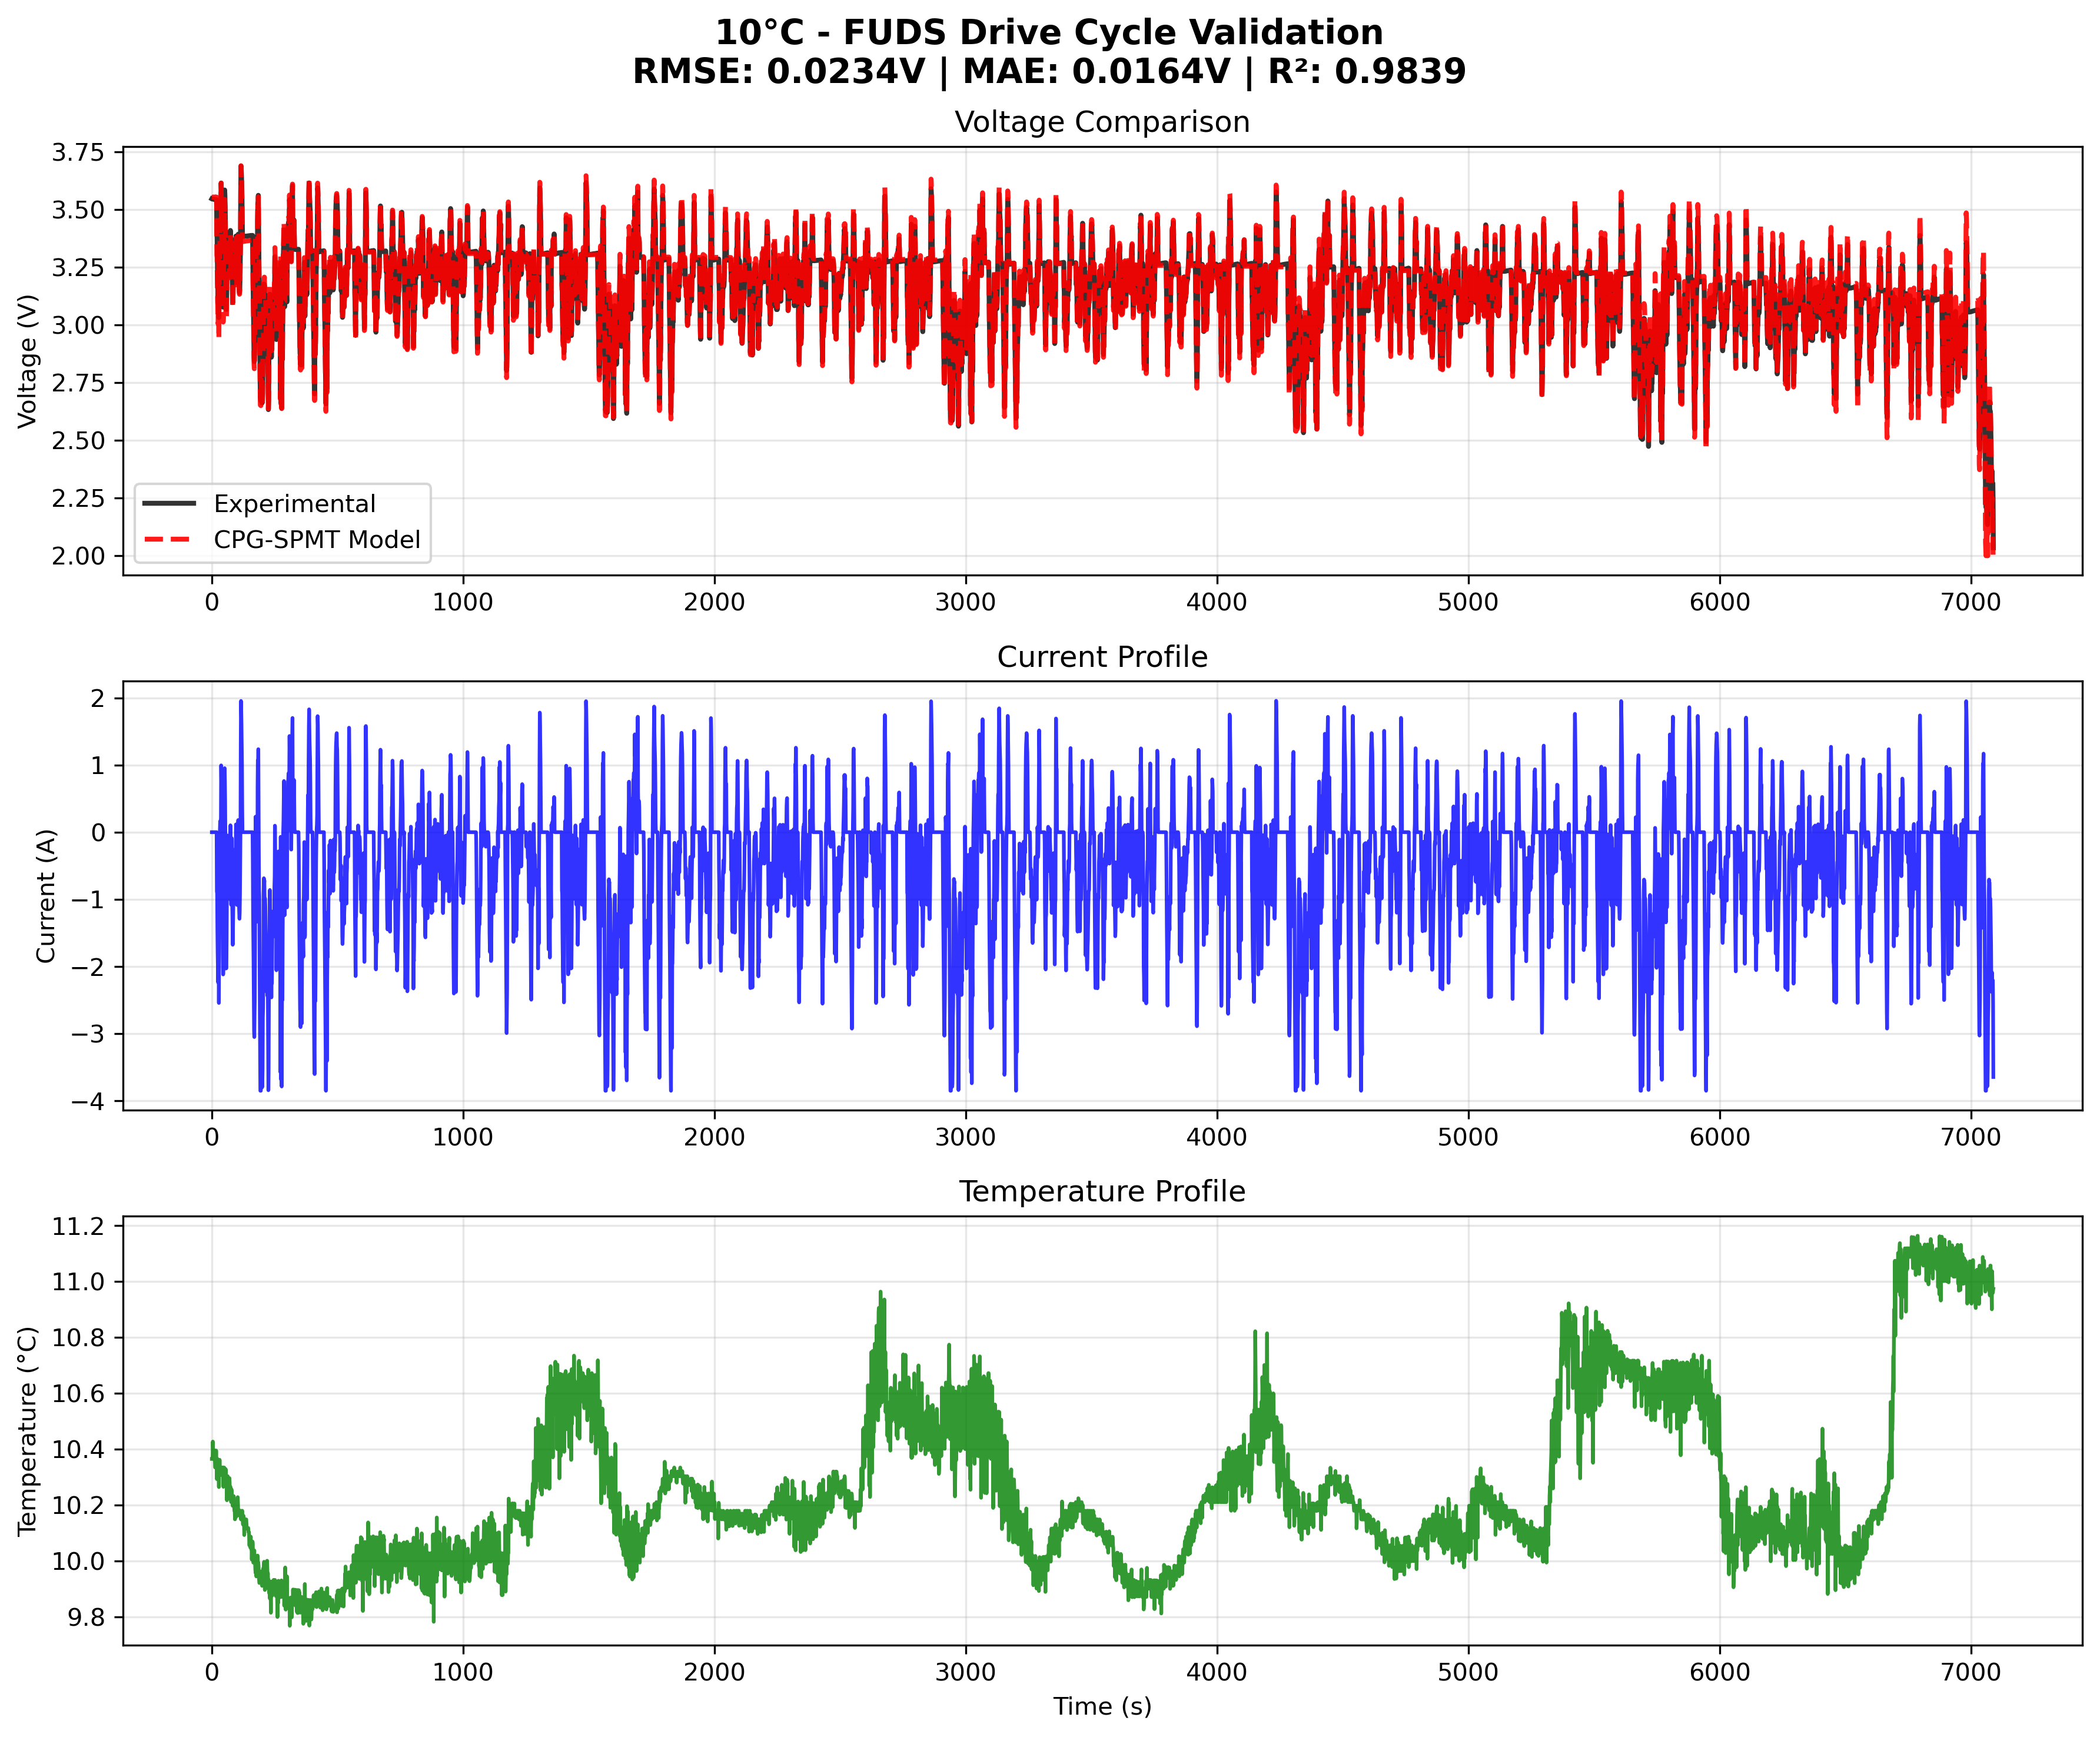 10°C - FUDS Drive Cycle Validation
RMSE: 0.0234V | MAE: 0.0164V | R²: 0.9839
Voltage Comparison
Voltage (V)
3.75
3.50
3.25
3.00
2.75
2.50
2.25
2.00
Experimental
CPG-SPMT Model
0 1000 2000 3000 4000 5000 6000 7000
Current Profile
Current (A)
2
1
0
−1
−2
−3
−4
0 1000 2000 3000 4000 5000 6000 7000
Temperature Profile
Temperature (°C)
11.2
11.0
10.8
10.6
10.4
10.2
10.0
9.8
0 1000 2000 3000 4000 5000 6000 7000
Time (s)